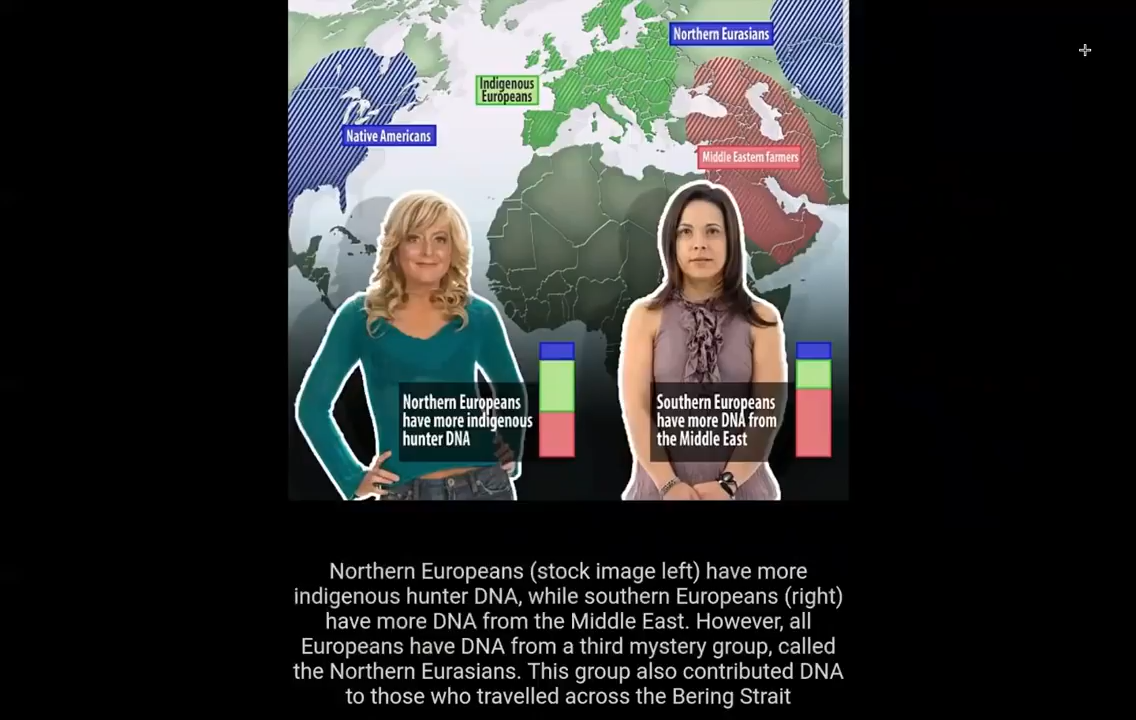 Northern Eurasians
Indigenous
Europeans
Native Americans
Middle Eastern farmers
Northern Europeans
have more indigenous
hunter DNA
Southern Europeans
have more DNA from
the Middle East
Northern Europeans (stock image left) have more
indigenous hunter DNA, while southern Europeans (right)
have more DNA from the Middle East. However, all
Europeans have DNA from a third mystery group, called
the Northern Eurasians. This group also contributed DNA
to those who travelled across the Bering Strait